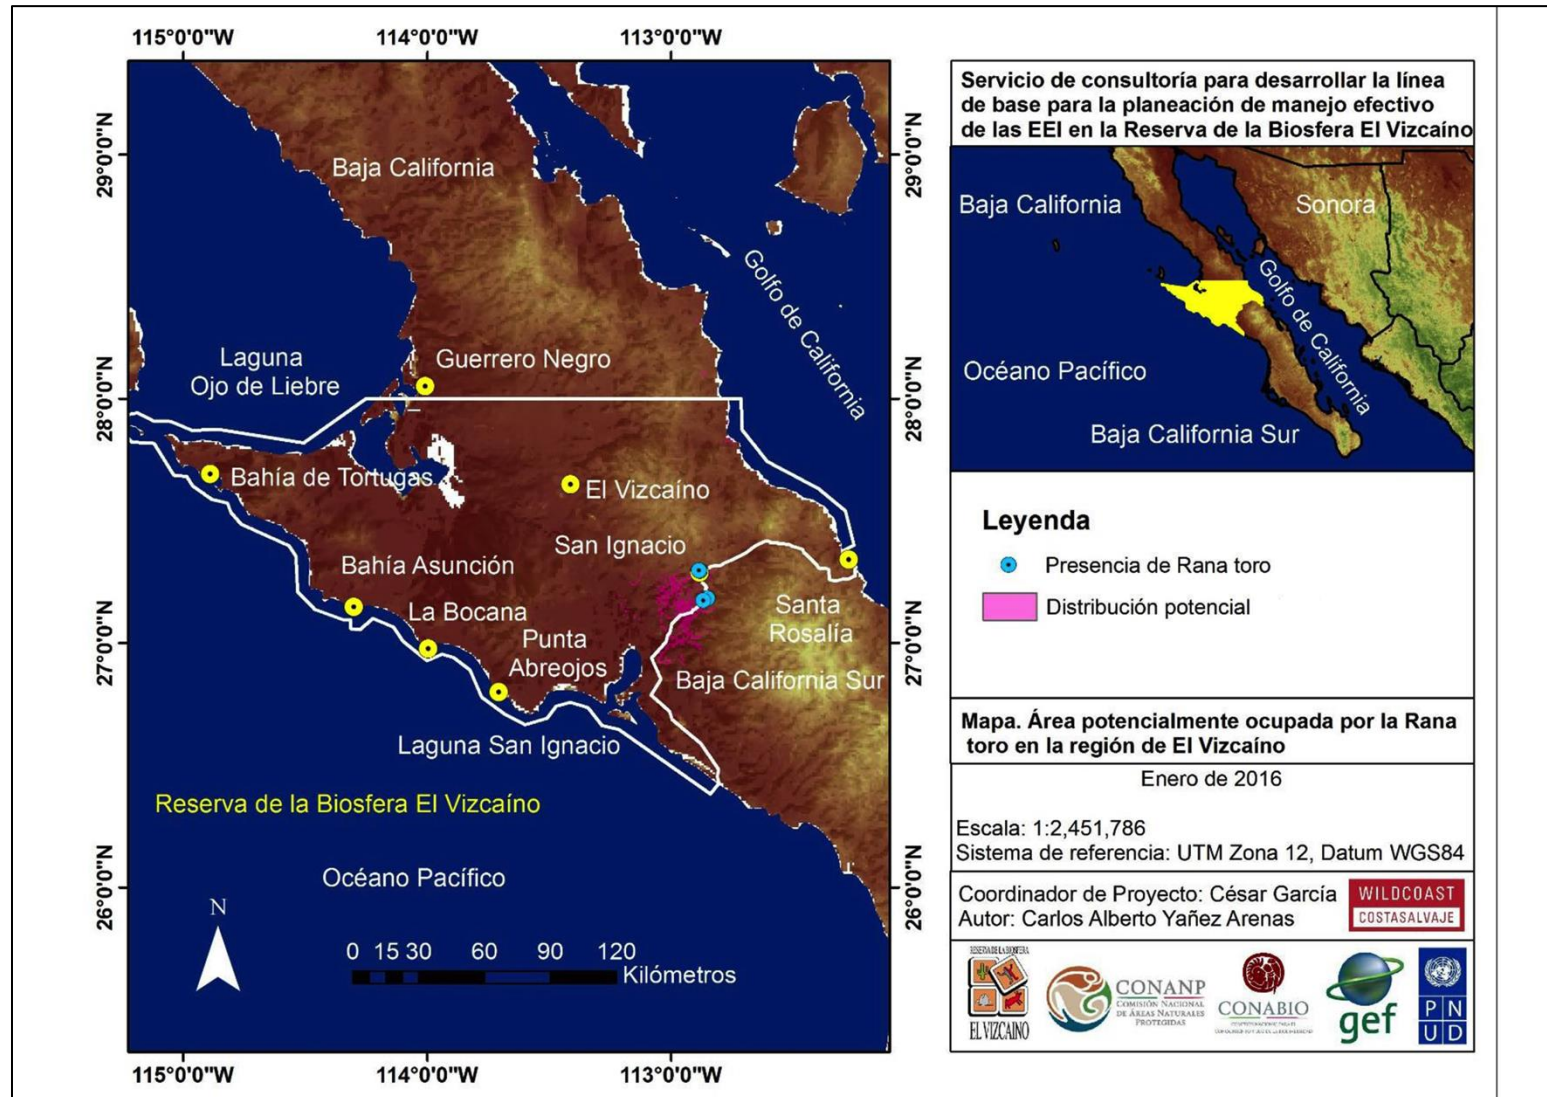 115°0'0"W
114°0'0"W
113°0'0"W
29°0'0"N
28°0'0"N
27°0'0"N
26°0'0"N
Baja California
Golfo de California
Laguna
Ojo de Liebre
Guerrero Negro
Bahía de Tortugas
El Vizcaíno
San Ignacio
Bahía Asunción
La Bocana
Santa
Rosalía
Punta
Abreojos
Baja California Sur
Laguna San Ignacio
Reserva de la Biosfera El Vizcaíno
Océano Pacífico
N
0 15 30 60 90 120
Kilómetros
29°0'0"N
28°0'0"N
27°0'0"N
26°0'0"N
115°0'0"W
114°0'0"W
113°0'0"W
Servicio de consultoría para desarrollar la línea
de base para la planeación de manejo efectivo
de las EEI en la Reserva de la Biosfera El Vizcaíno
Baja California
Sonora
Golfo de California
Océano Pacífico
Baja California Sur
Leyenda
Presencia de Rana toro
Distribución potencial
Mapa. Área potencialmente ocupada por la Rana
toro en la región de El Vizcaíno
Enero de 2016
Escala: 1:2,451,786
Sistema de referencia: UTM Zona 12, Datum WGS84
Coordinador de Proyecto: César García
Autor: Carlos Alberto Yañez Arenas
WILDCOAST
COSTASALVAJE
RESERVA DE LA BIOSFERA
EL VIZCAINO
CONANP
COMISIÓN NACIONAL
DE ÁREAS NATURALES
PROTEGIDAS
CONABIO
gef
P N
U D